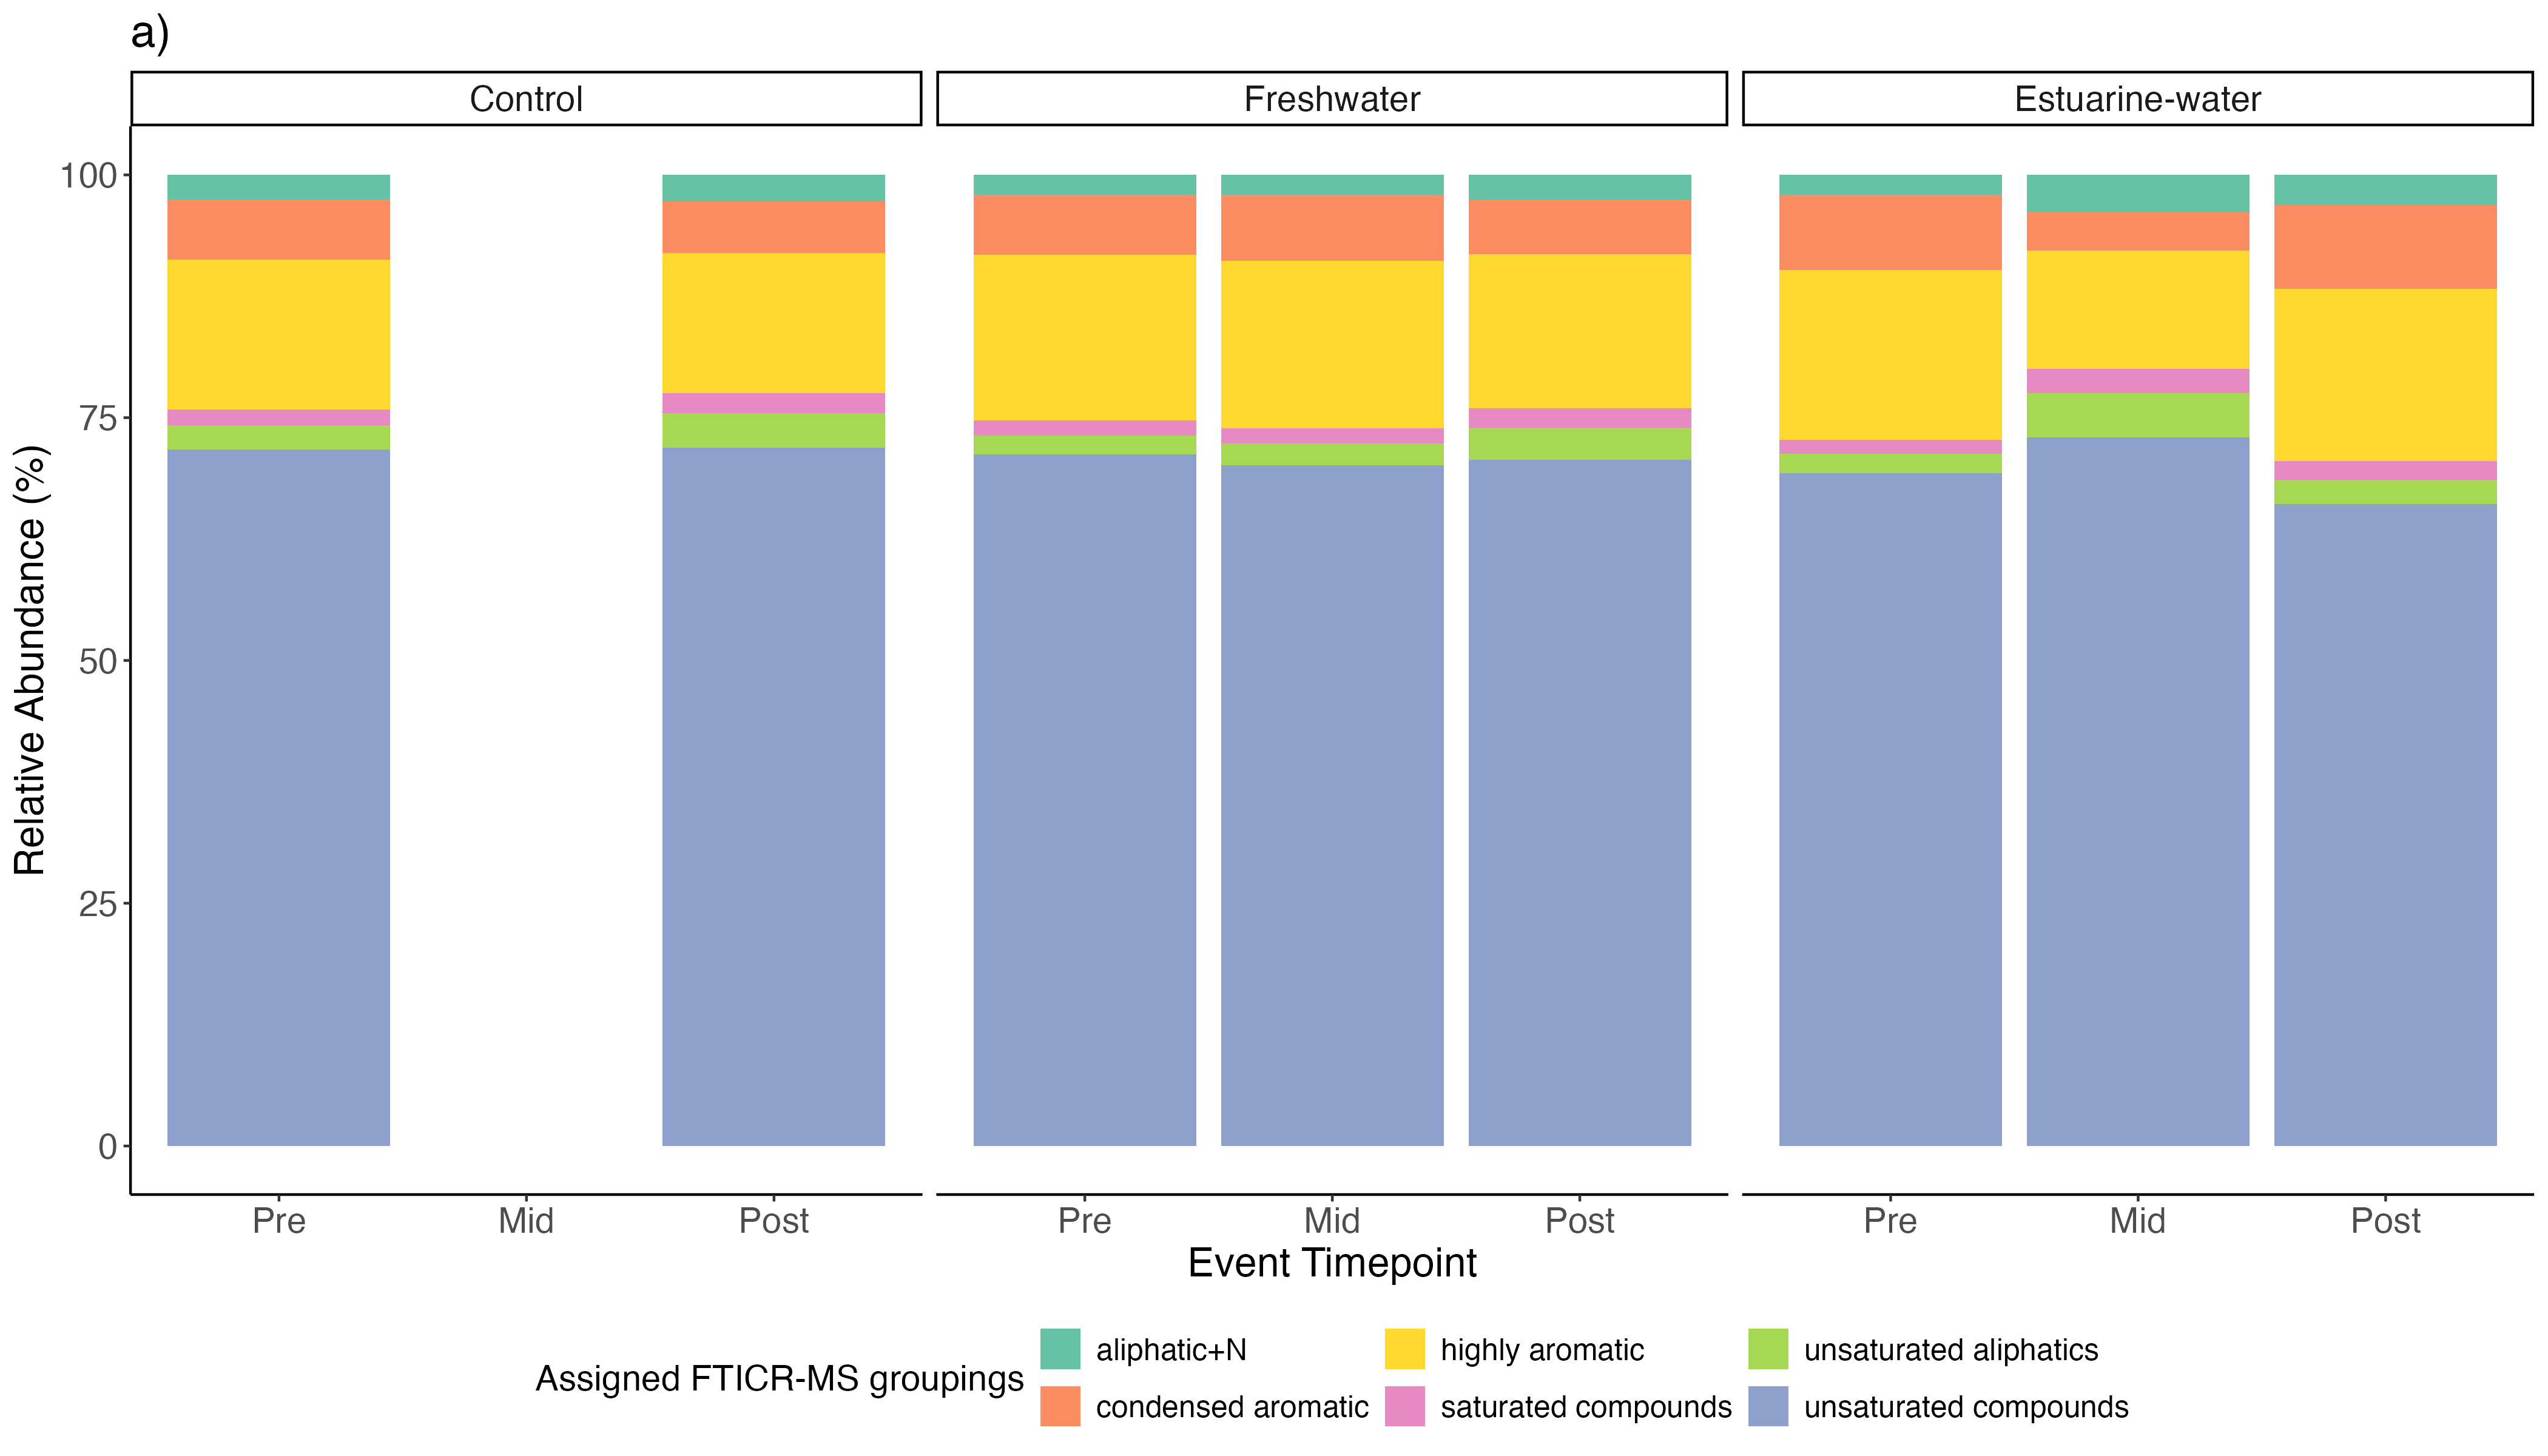 a)
Control
Freshwater
Estuarine-water
Relative Abundance (%)
100
75
50
25
0
Pre
Mid
Post
Pre
Mid
Post
Pre
Mid
Post
Event Timepoint
Assigned FTICR-MS groupings
aliphatic+N
highly aromatic
unsaturated aliphatics
condensed aromatic
saturated compounds
unsaturated compounds